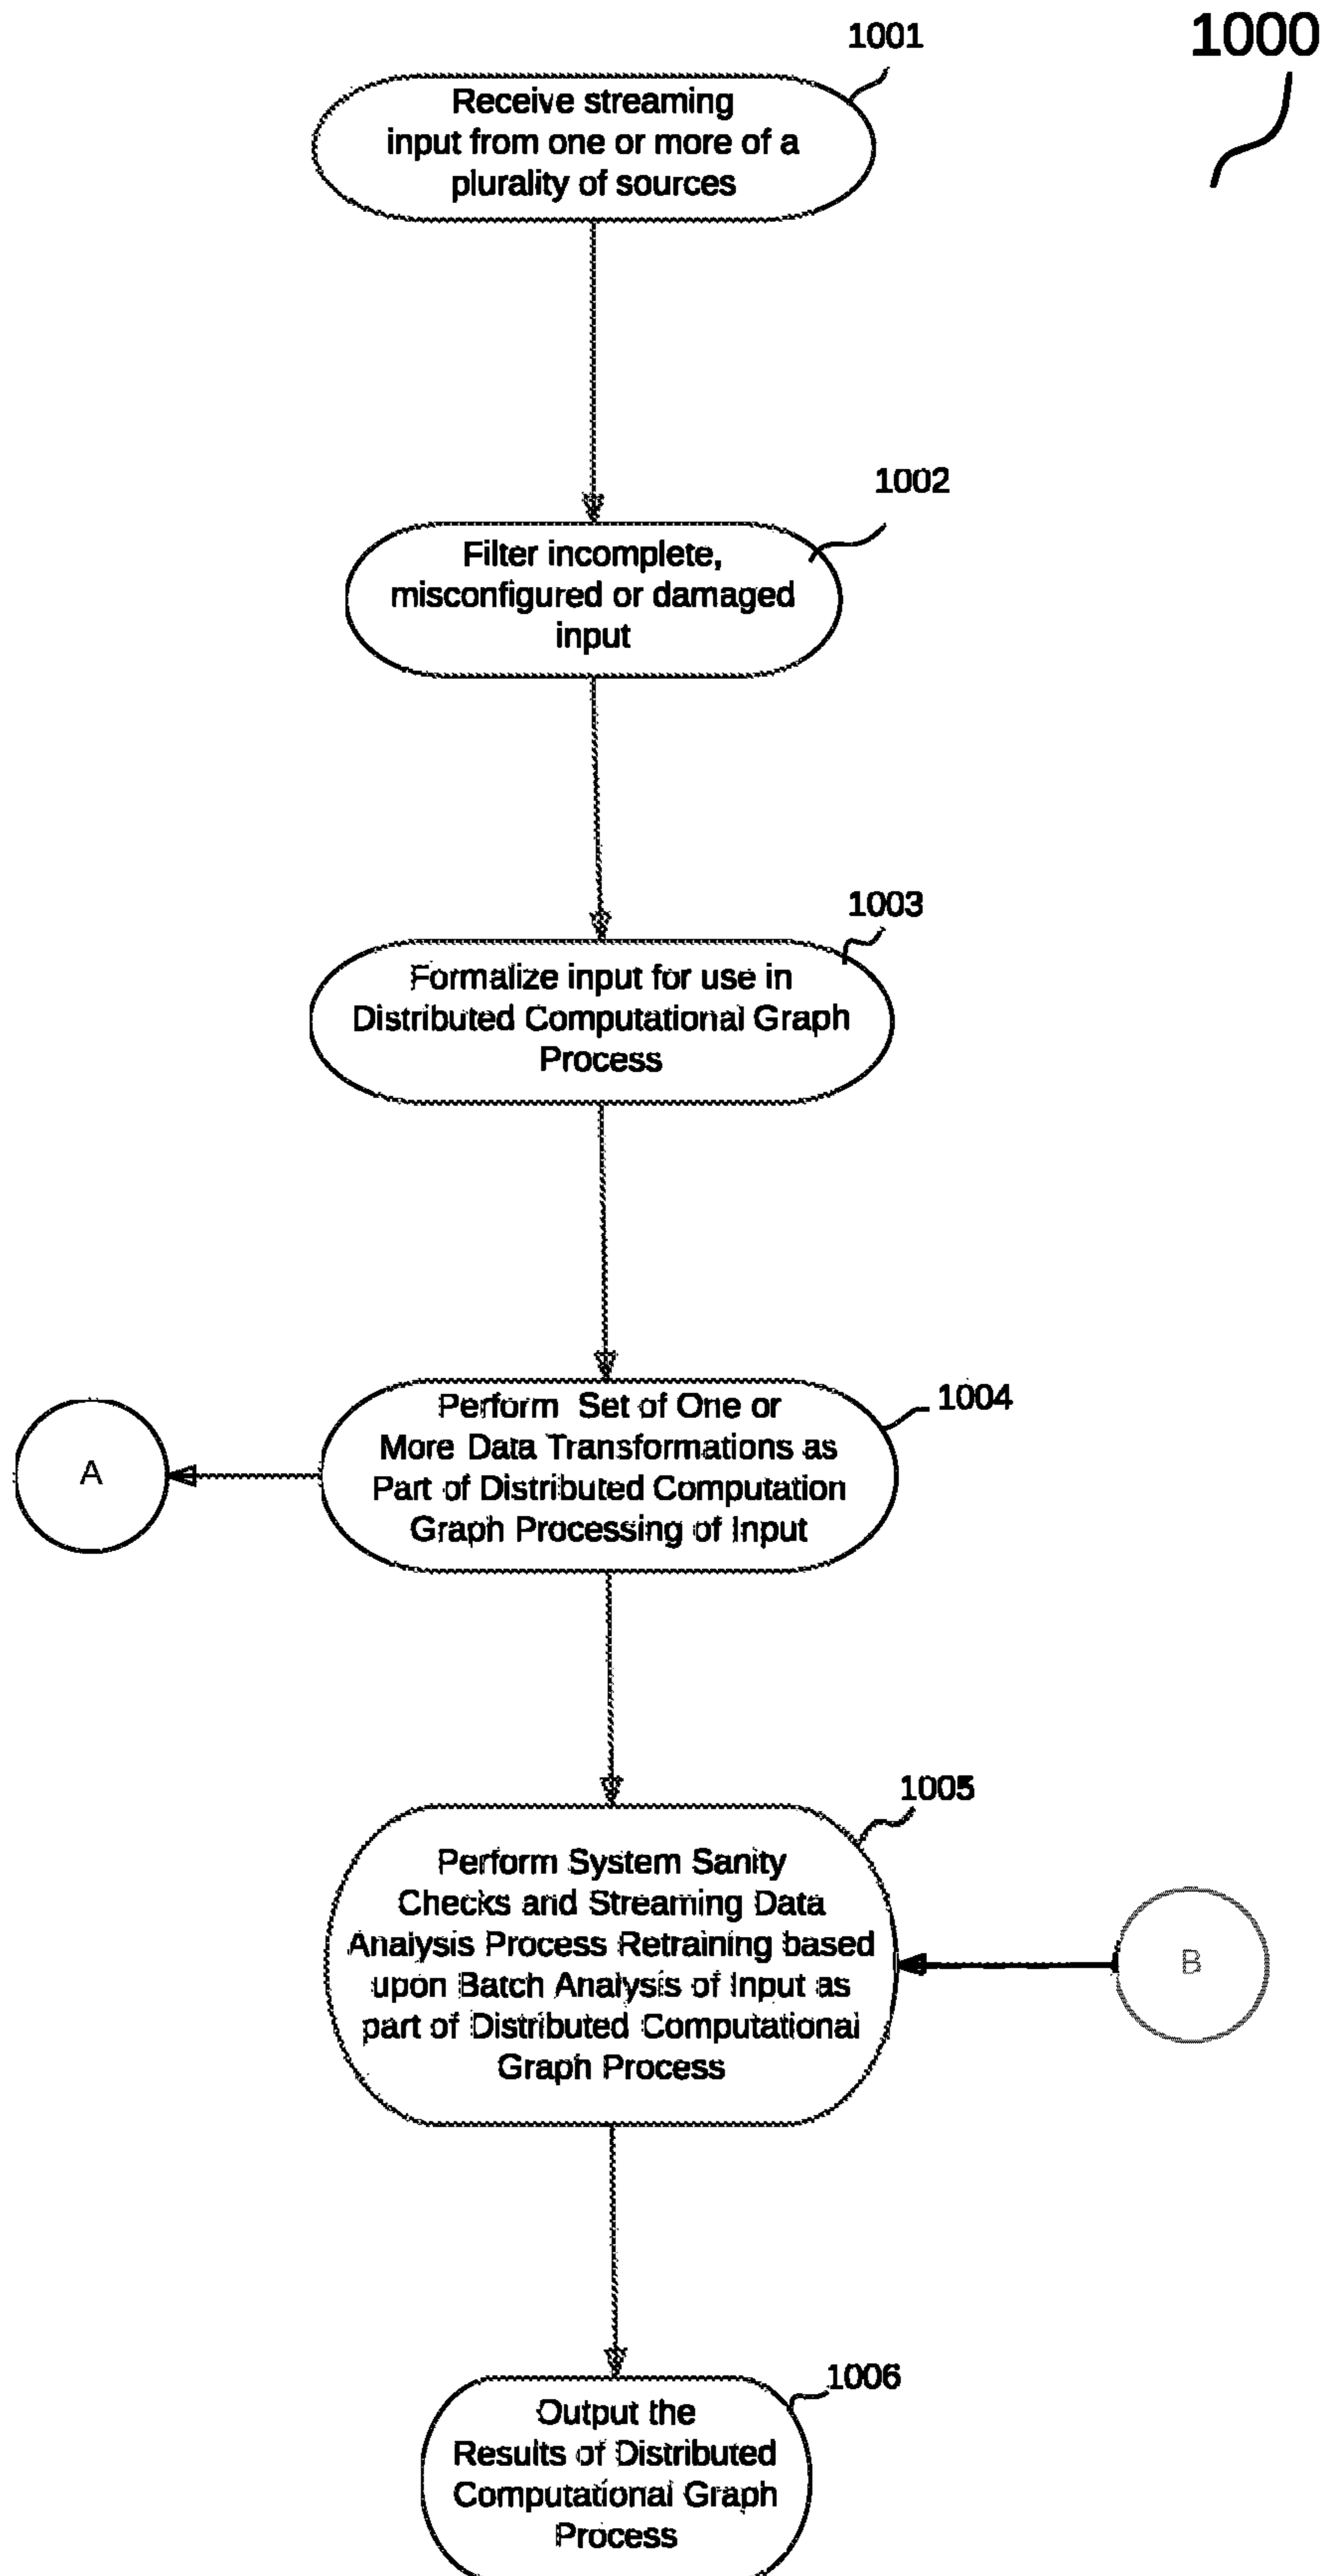 1000
1001
Receive streaming
input from one or more of a
plurality of sources
1002
Filter incomplete,
misconfigured or damaged
input
1003
Formalize input for use in
Distributed Computational Graph
Process
1004
Perform Set of One or
More Data Transformations as
Part of Distributed Computation
Graph Processing of Input
A
1005
Perform System Sanity
Checks and Streaming Data
Analysis Process Retraining based
upon Batch Analysis of Input as
part of Distributed Computational
Graph Process
B
1006
Output the
Results of Distributed
Computational Graph
Process